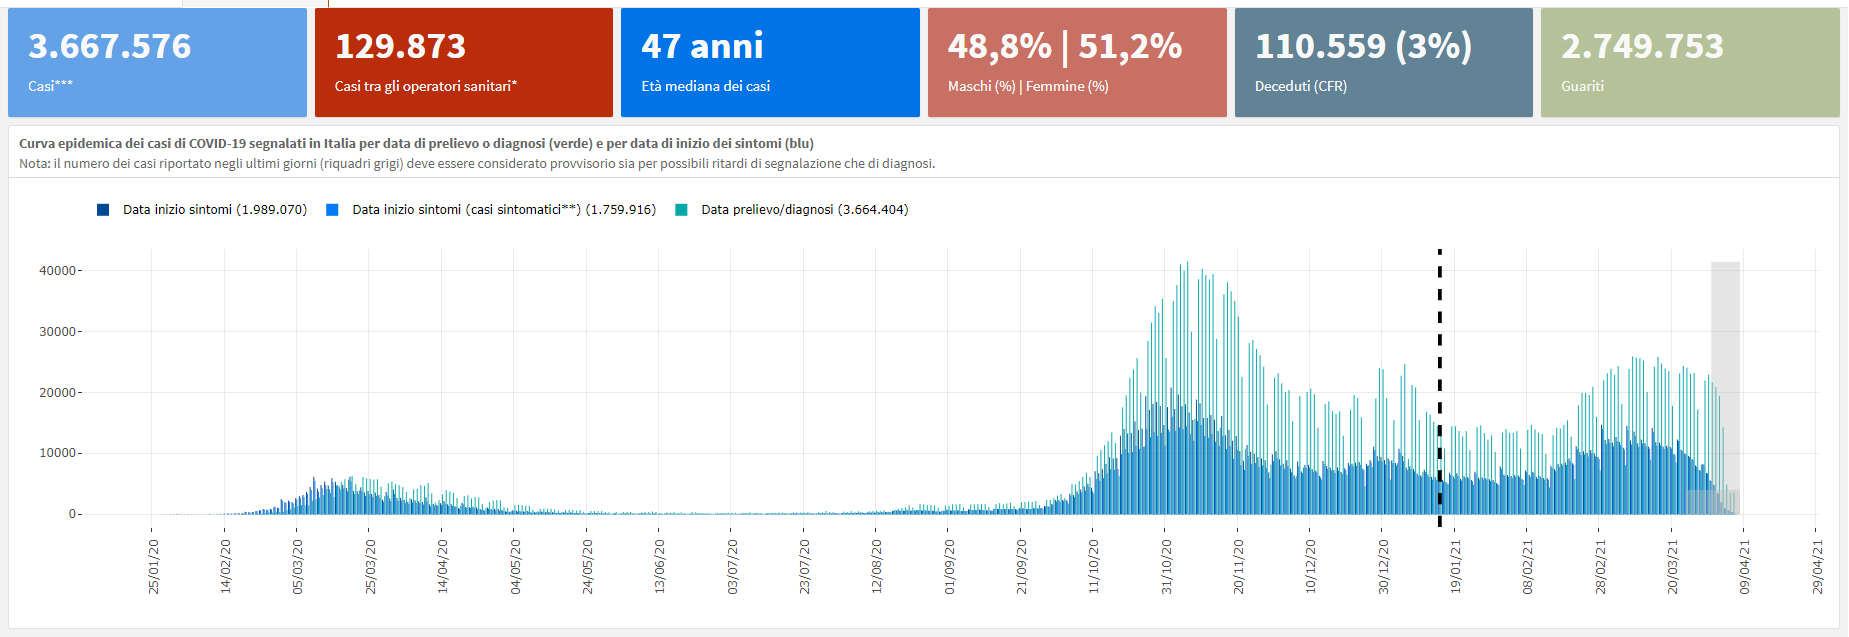 3.667.576
Casi***
129.873
Casi tra gli operatori sanitari*
47 anni
Età mediana dei casi
48,8% | 51,2%
Maschi (%) | Femmine (%)
110.559 (3%)
Deceduti (CFR)
2.749.753
Guariti
Curva epidemica dei casi di COVID-19 segnalati in Italia per data di prelievo o diagnosi (verde) e per data di inizio dei sintomi (blu)
Nota: il numero dei casi riportato negli ultimi giorni (riquadri grigi) deve essere considerato provvisorio sia per possibili ritardi di segnalazione che di diagnosi.
Data inizio sintomi (1.989.070)
Data inizio sintomi (casi sintomatici**) (1.759.916)
Data prelievo/diagnosi (3.664.404)
40000
30000
20000
10000
0
25/01/20
14/02/20
05/03/20
25/03/20
14/04/20
04/05/20
24/05/20
13/06/20
03/07/20
23/07/20
12/08/20
01/09/20
21/09/20
11/10/20
31/10/20
20/11/20
10/12/20
30/12/20
19/01/21
08/02/21
28/02/21
20/03/21
09/04/21
29/04/21